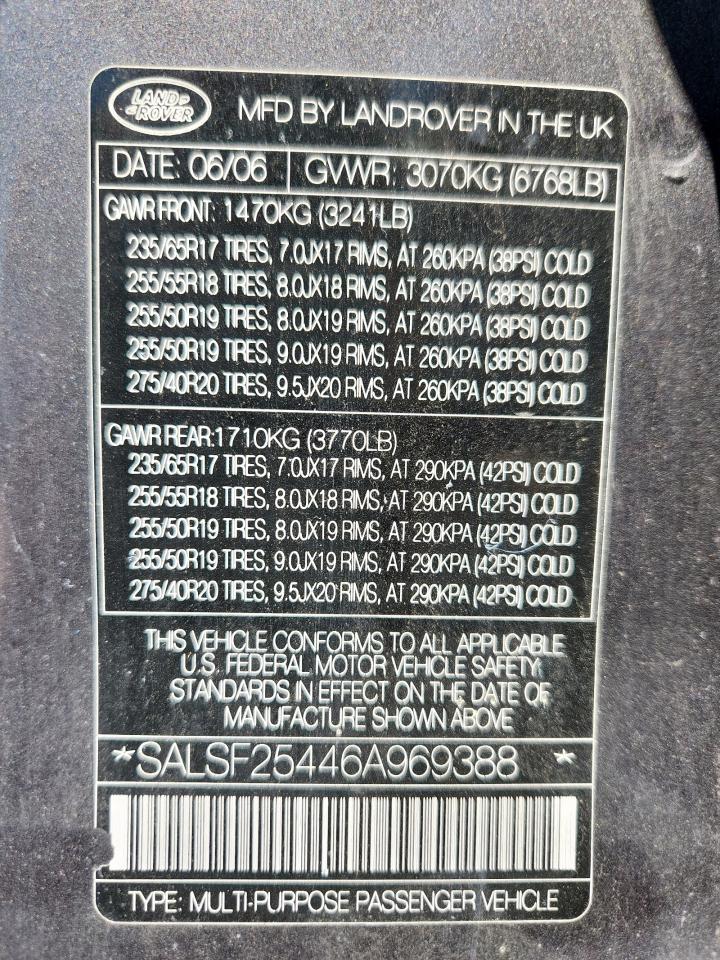 LAND ROVER MFD BY LANDROVER IN THE UK
DATE: 06/06 GVWR: 3070KG (6768LB)
GAWR FRONT: 1470KG (3241LB)
235/65R17 TIRES, 7.0JX17 RIMS, AT 260KPA (38PSI) COLD
255/55R18 TIRES, 8.0JX18 RIMS, AT 260KPA (38PSI) COLD
255/50R19 TIRES, 8.0JX19 RIMS, AT 260KPA (38PSI) COLD
255/50R19 TIRES, 9.0JX19 RIMS, AT 260KPA (38PSI) COLD
275/40R20 TIRES, 9.5JX20 RIMS, AT 260KPA (38PSI) COLD
GAWR REAR:1710KG (3770LB)
235/65R17 TIRES, 7.0JX17 RIMS, AT 290KPA (42PSI) COLD
255/55R18 TIRES, 8.0JX18 RIMS, AT 290KPA (42PSI) COLD
255/50R19 TIRES, 8.0JX19 RIMS, AT 290KPA (42PSI) COLD
255/50R19 TIRES, 9.0JX19 RIMS, AT 290KPA (42PSI) COLD
275/40R20 TIRES, 9.5JX20 RIMS, AT 290KPA (42PSI) COLD
THIS VEHICLE CONFORMS TO ALL APPLICABLE
U.S. FEDERAL MOTOR VEHICLE SAFETY
STANDARDS IN EFFECT ON THE DATE OF
MANUFACTURE SHOWN ABOVE
*SALSF25446A969388 *
TYPE: MULTI-PURPOSE PASSENGER VEHICLE